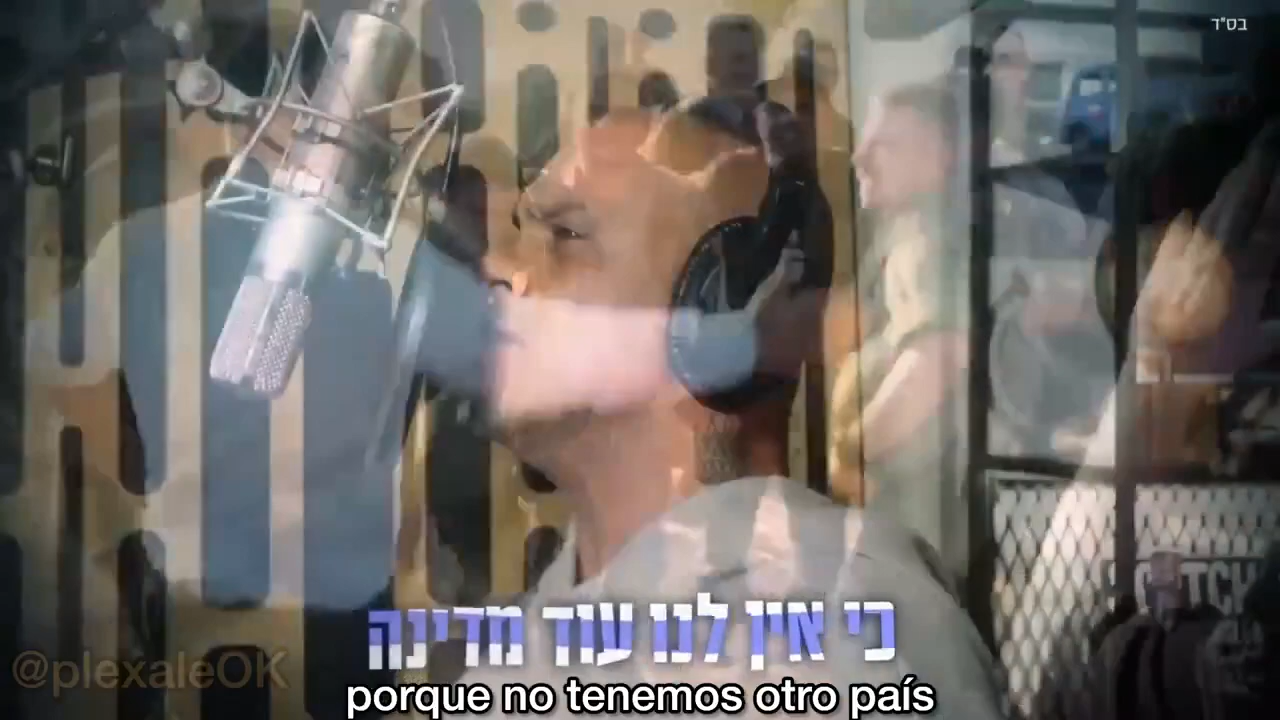 בס"ד
כי אין לנו עוד מדינה
@plexaleOK
porque no tenemos otro país